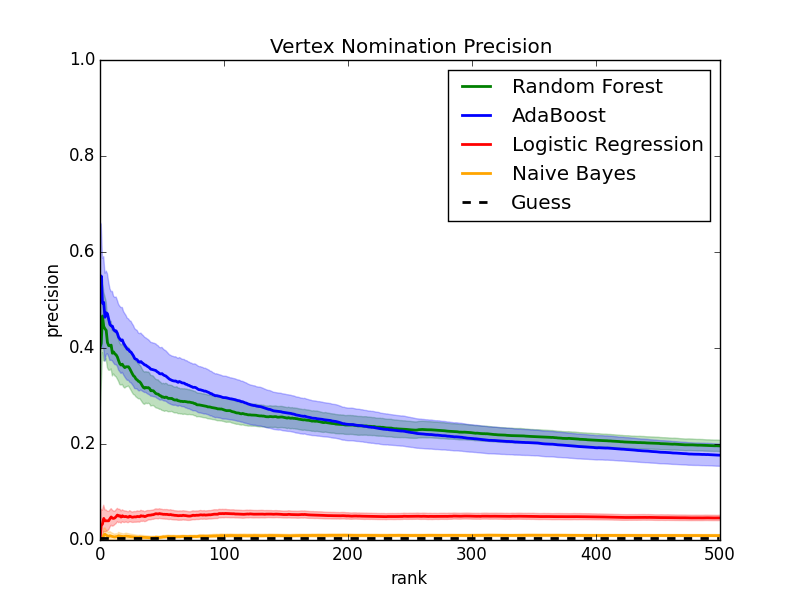 Vertex Nomination Precision
1.0
0.8
0.6
0.4
0.2
0.0
precision
Random Forest
AdaBoost
Logistic Regression
Naive Bayes
Guess
0 100 200 300 400 500
rank